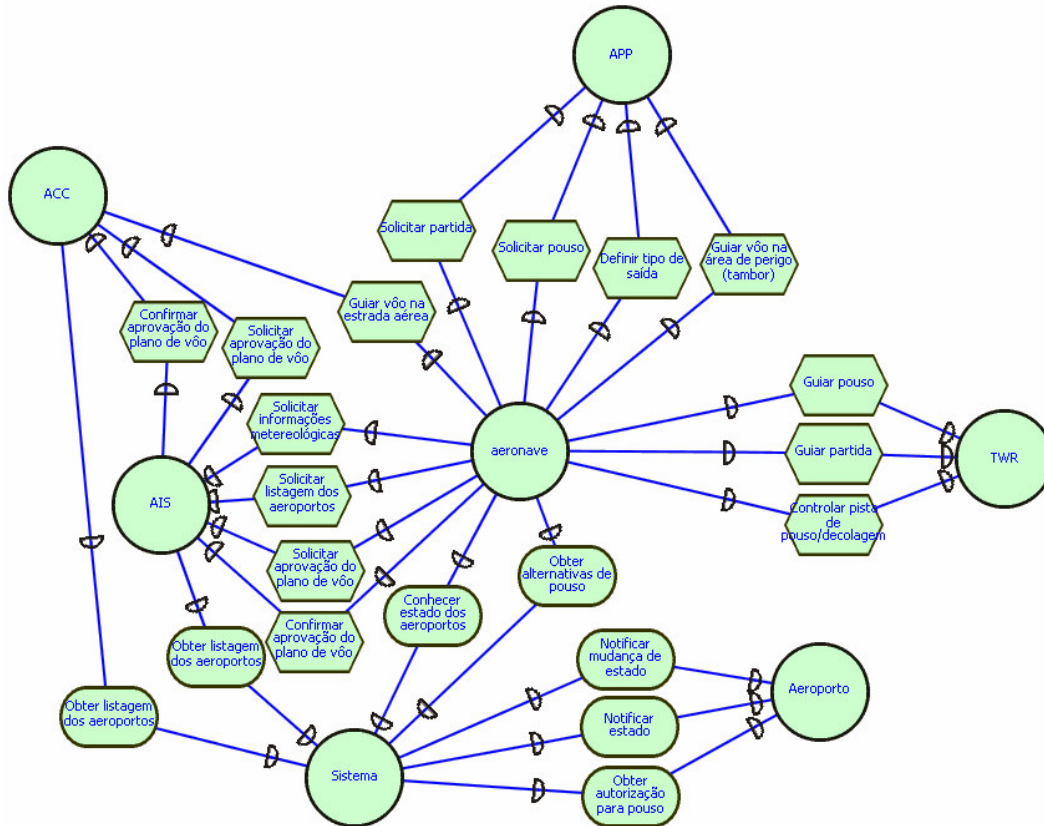 APP
ACC
Solicitar partida
Solicitar pouso
Definir tipo de
saída
Guiar vôo na
área de perigo
(tambor)
Guiar vôo na
estrada aérea
Confirmar
aprovação do
plano de vôo
Solicitar
aprovação do
plano de vôo
Guiar pouso
Solicitar
informações
metereológicas
aeronave
Guiar partida
TWR
Solicitar
listagem dos
aeroportos
AIS
Controlar pista
de
pouso/decolagem
Solicitar
aprovação do
plano de vôo
Obter
alternativas de
pouso
Conhecer
estado dos
aeroportos
Confirmar
aprovação do
plano de vôo
Obter listagem
dos aeroportos
Notificar
mudança de
estado
Aeroporto
Obter listagem
dos aeroportos
Notificar
estado
Sistema
Obter
autorização
para pouso